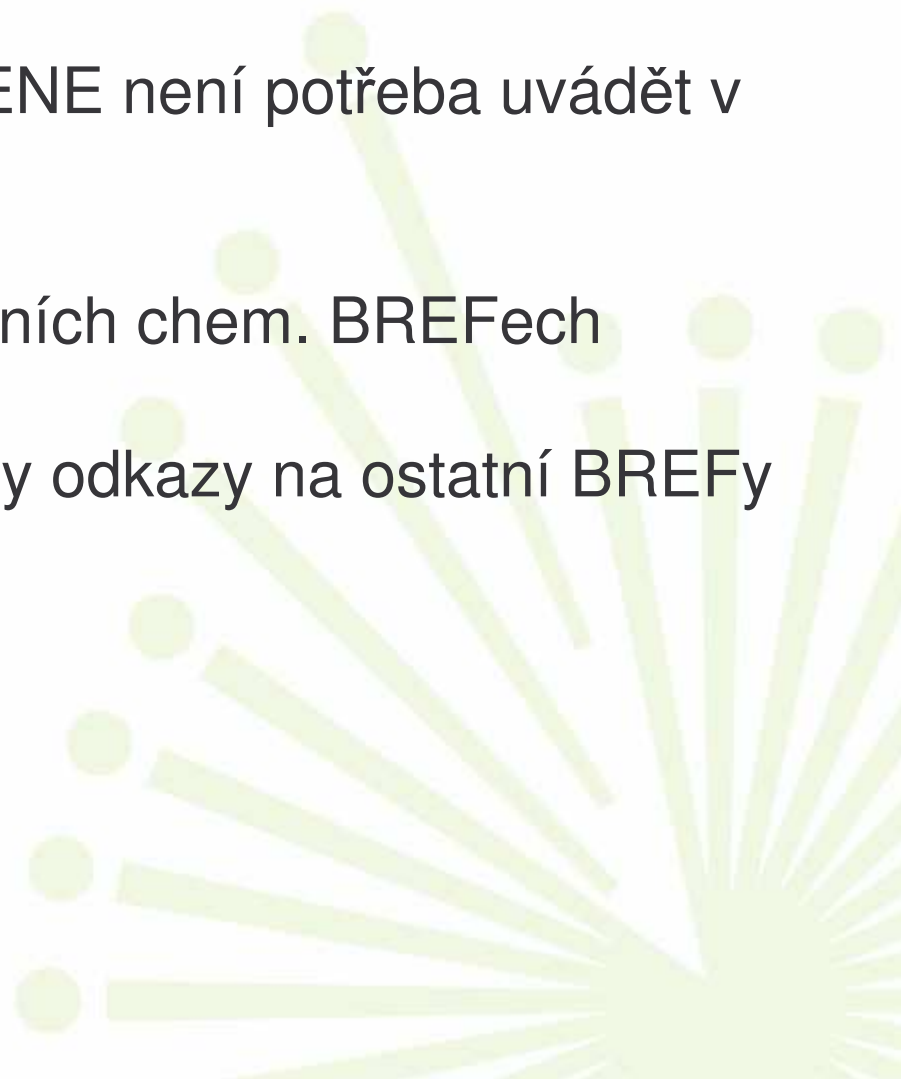 ENE není potřeba uvádět v
ních chem. BREFech
y odkazy na ostatní BREFy